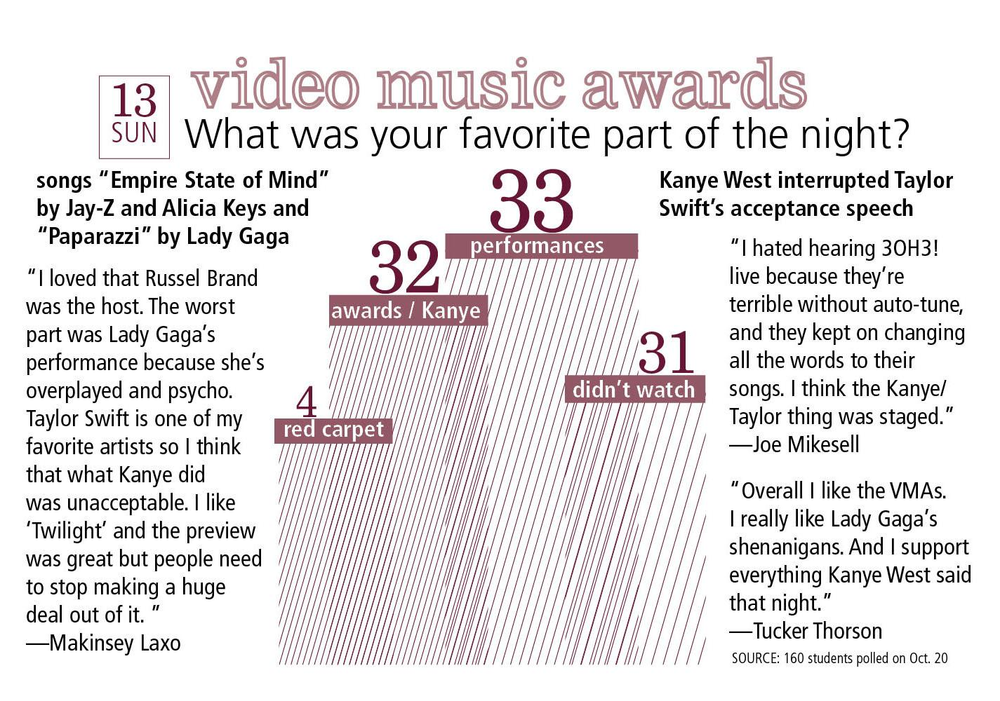 13
SUN
video music awards
What was your favorite part of the night?
songs “Empire State of Mind”
by Jay-Z and Alicia Keys and
“Paparazzi” by Lady Gaga
“I loved that Russel Brand
was the host. The worst
part was Lady Gaga’s
performance because she’s
overplayed and psycho.
Taylor Swift is one of my
favorite artists so I think
that what Kanye did
was unacceptable. I like
‘Twilight’ and the preview
was great but people need
to stop making a huge
deal out of it. ”
—Makinsey Laxo
4
red carpet
32
awards / Kanye
33
performances
31
didn’t watch
Kanye West interrupted Taylor
Swift’s acceptance speech
“I hated hearing 3OH3!
live because they’re
terrible without auto-tune,
and they kept on changing
all the words to their
songs. I think the Kanye/
Taylor thing was staged.”
—Joe Mikesell
“Overall I like the VMAs.
I really like Lady Gaga’s
shenanigans. And I support
everything Kanye West said
that night.”
—Tucker Thorson
SOURCE: 160 students polled on Oct. 20